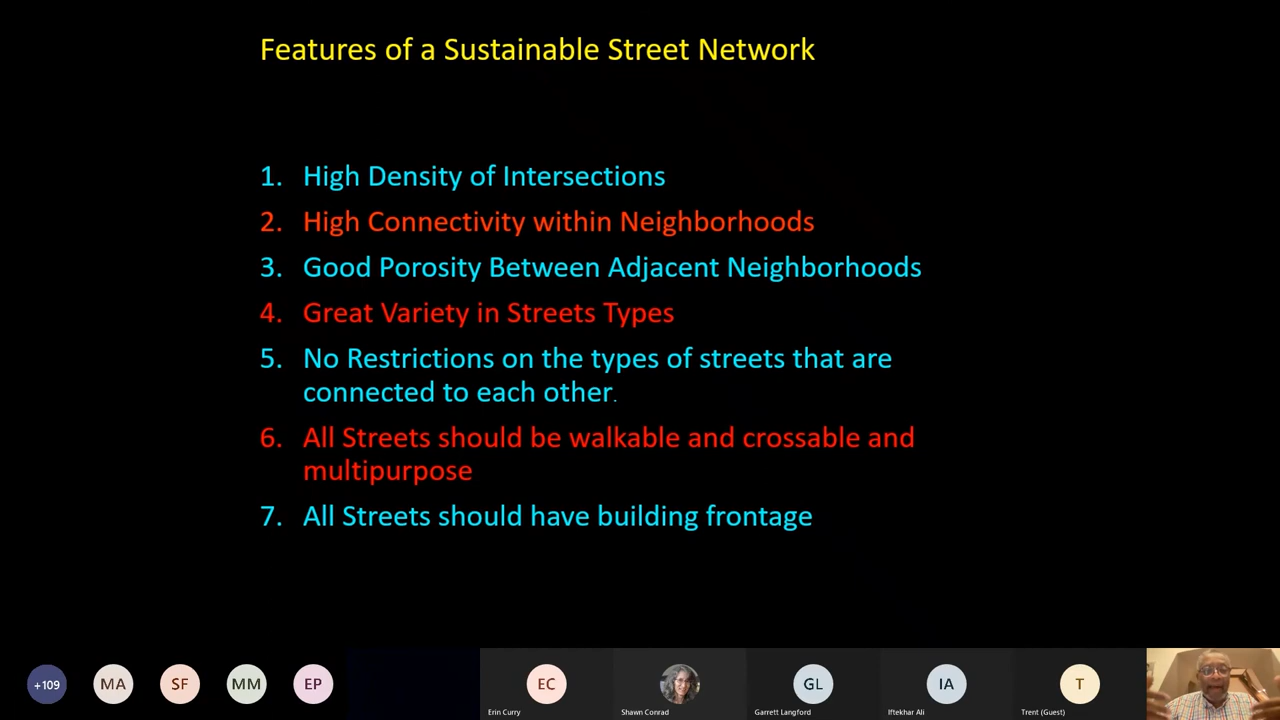 Features of a Sustainable Street Network
1. High Density of Intersections
2. High Connectivity within Neighborhoods
3. Good Porosity Between Adjacent Neighborhoods
4. Great Variety in Streets Types
5. No Restrictions on the types of streets that are
connected to each other.
6. All Streets should be walkable and crossable and
multipurpose
7. All Streets should have building frontage
+109 MA SF MM EP EC GL IA T
Erin Curry Shawn Conrad Garrett Langford Iftekhar Ali Trent (Guest)